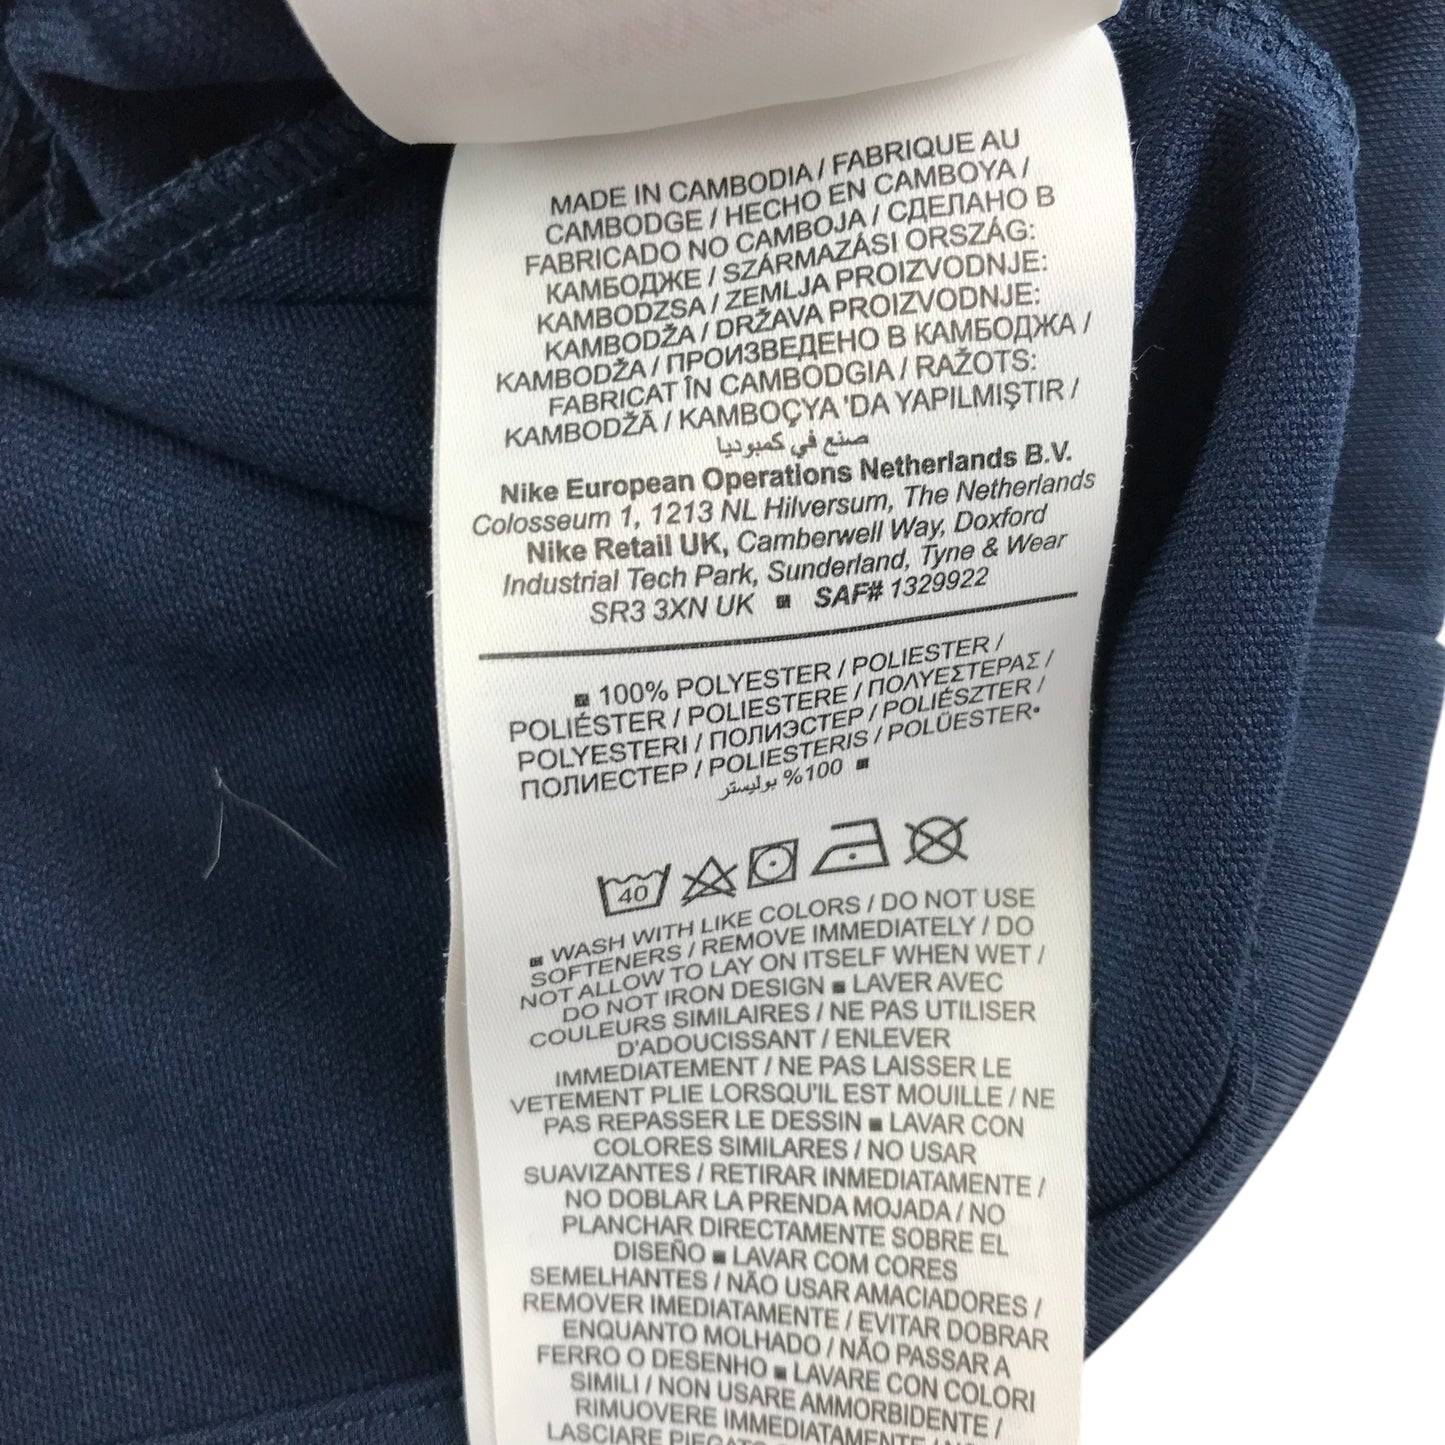 MADE IN CAMBODIA / FABRIQUE AU
CAMBODGE / HECHO EN CAMBOYA /
FABRICADO NO CAMBOJA / СДЕЛАНО В
КАМБОДЖЕ / SZÁRMAZÁSI ORSZÁG:
KAMBODZSA / ZEMLJA PROIZVODNJE:
KAMBODŽA / DRŽAVA PROIZVODNJE:
KAMBODŽA / ПРОИЗВЕДЕНО В КАМБОДЖА /
FABRICAT ÎN CAMBODGIA / RAŽOTS:
KAMBODŽĀ / KAMBOÇYA 'DA YAPILMIŞTIR /
صنع في كمبوديا
Nike European Operations Netherlands B.V.
Colosseum 1, 1213 NL Hilversum, The Netherlands
Nike Retail UK, Camberwell Way, Doxford
Industrial Tech Park, Sunderland, Tyne & Wear
SR3 3XN UK ■ SAF# 1329922
■ 100% POLYESTER / POLIESTER /
POLIÉSTER / POLIESTERE / ΠΟΛΥΕΣΤΕΡΑΣ /
POLYESTERI / ПОЛИЭСТЕР / POLIÉSZTER /
ПОЛИЕСТЕР / POLIESTERIS / POLÜESTER•
100% بوليستر ■
40
■ WASH WITH LIKE COLORS / DO NOT USE
SOFTENERS / REMOVE IMMEDIATELY / DO
NOT ALLOW TO LAY ON ITSELF WHEN WET /
DO NOT IRON DESIGN ■ LAVER AVEC
COULEURS SIMILAIRES / NE PAS UTILISER
D'ADOUCISSANT / ENLEVER
IMMEDIATEMENT / NE PAS LAISSER LE
VETEMENT PLIE LORSQU'IL EST MOUILLE / NE
PAS REPASSER LE DESSIN ■ LAVAR CON
COLORES SIMILARES / NO USAR
SUAVIZANTES / RETIRAR INMEDIATAMENTE /
NO DOBLAR LA PRENDA MOJADA / NO
PLANCHAR DIRECTAMENTE SOBRE EL
DISEÑO ■ LAVAR COM CORES
SEMELHANTES / NÃO USAR AMACIADORES /
REMOVER IMEDIATAMENTE / EVITAR DOBRAR
ENQUANTO MOLHADO / NÃO PASSAR A
FERRO O DESENHO ■ LAVARE CON COLORI
SIMILI / NON USARE AMMORBIDENTE /
RIMUOVERE IMMEDIATAMENTE /
LASCIARE PIEGATO